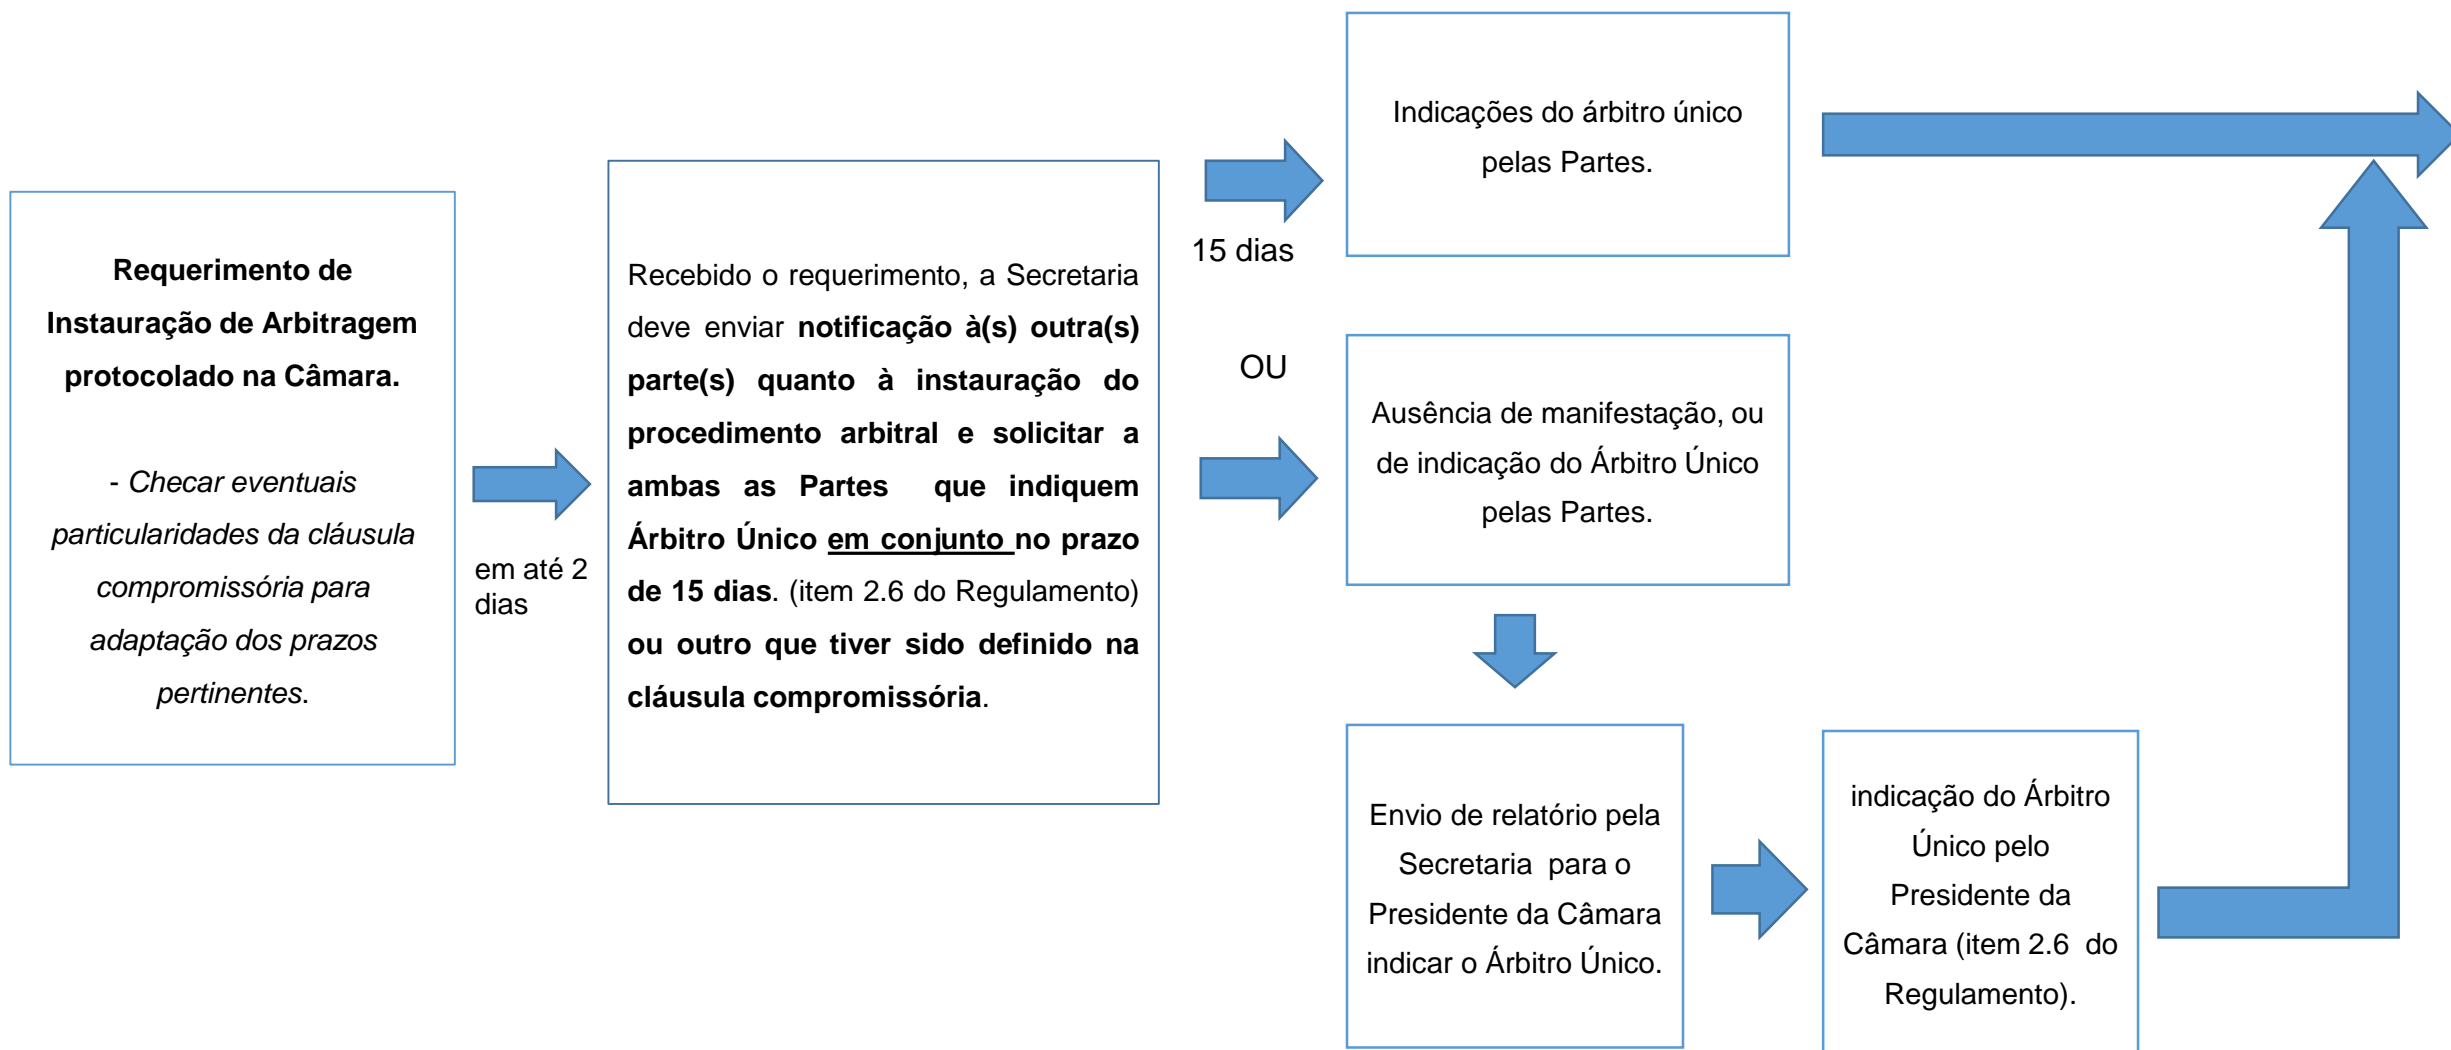 Requerimento de
Instauração de Arbitragem
protocolado na Câmara.
- Checar eventuais
particularidades da cláusula
compromissória para
adaptação dos prazos
pertinentes.
em até 2
dias
Recebido o requerimento, a Secretaria
deve enviar notificação à(s) outra(s)
parte(s) quanto à instauração do
procedimento arbitral e solicitar a
ambas as Partes que indiquem
Árbitro Único em conjunto no prazo
de 15 dias. (item 2.6 do Regulamento)
ou outro que tiver sido definido na
cláusula compromissória.
15 dias
OU
Indicações do árbitro único
pelas Partes.
Ausência de manifestação, ou
de indicação do Árbitro Único
pelas Partes.
Envio de relatório pela
Secretaria para o
Presidente da Câmara
indicar o Árbitro Único.
indicação do Árbitro
Único pelo
Presidente da
Câmara (item 2.6 do
Regulamento).